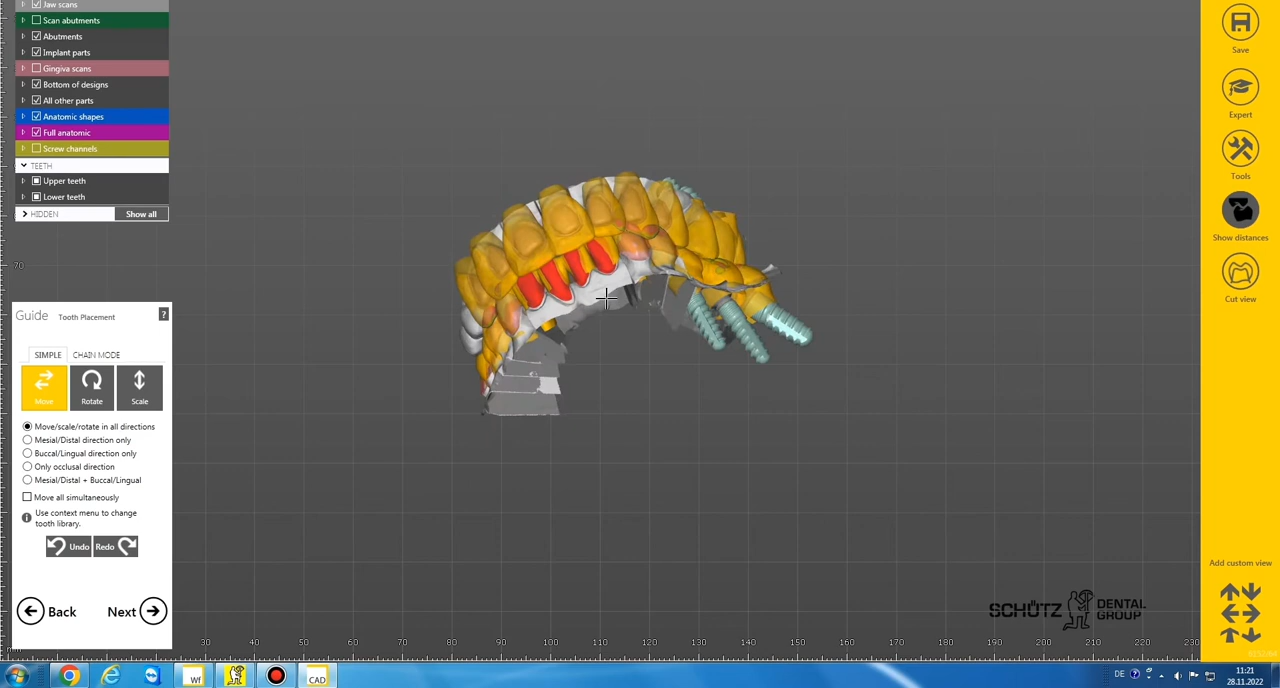 Jaw scans
Scan abutments
Abutments
Implant parts
Gingiva scans
Bottom of designs
All other parts
Anatomic shapes
Full anatomic
Screw channels
TEETH
Upper teeth
Lower teeth
HIDDEN Show all
70
Guide Tooth Placement ?
SIMPLE CHAIN MODE
Move Rotate Scale
Move/scale/rotate in all directions
Mesial/Distal direction only
Buccal/Lingual direction only
Only occlusal direction
Mesial/Distal + Buccal/Lingual
Move all simultaneously
Use context menu to change
tooth library.
Undo Redo
Back Next
Save
Expert
Tools
Show distances
Cut view
Add custom view
SCHÜTZ DENTAL
GROUP
mm 30 40 50 60 70 80 90 100 110 120 130 140 150 160 170 180 190 200 210 220 230
Wf CAD
DE 11:21
28.11.2022